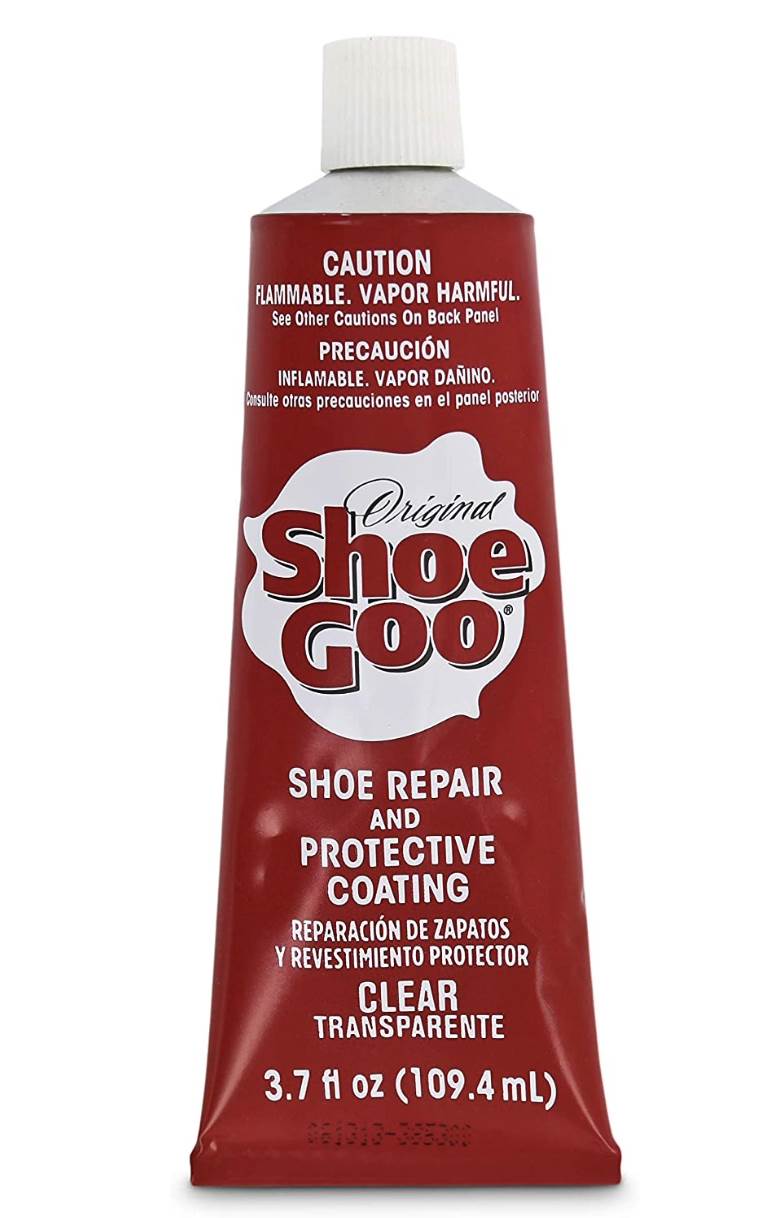 CAUTION
FLAMMABLE. VAPOR HARMFUL.
See Other Cautions On Back Panel
PRECAUCIÓN
INFLAMABLE. VAPOR DAÑINO.
Consulte otras precauciones en el panel posterior
Original
Shoe
Goo®
SHOE REPAIR
AND
PROTECTIVE
COATING
REPARACIÓN DE ZAPATOS
Y REVESTIMIENTO PROTECTOR
CLEAR
TRANSPARENTE
3.7 fl oz (109.4 mL)